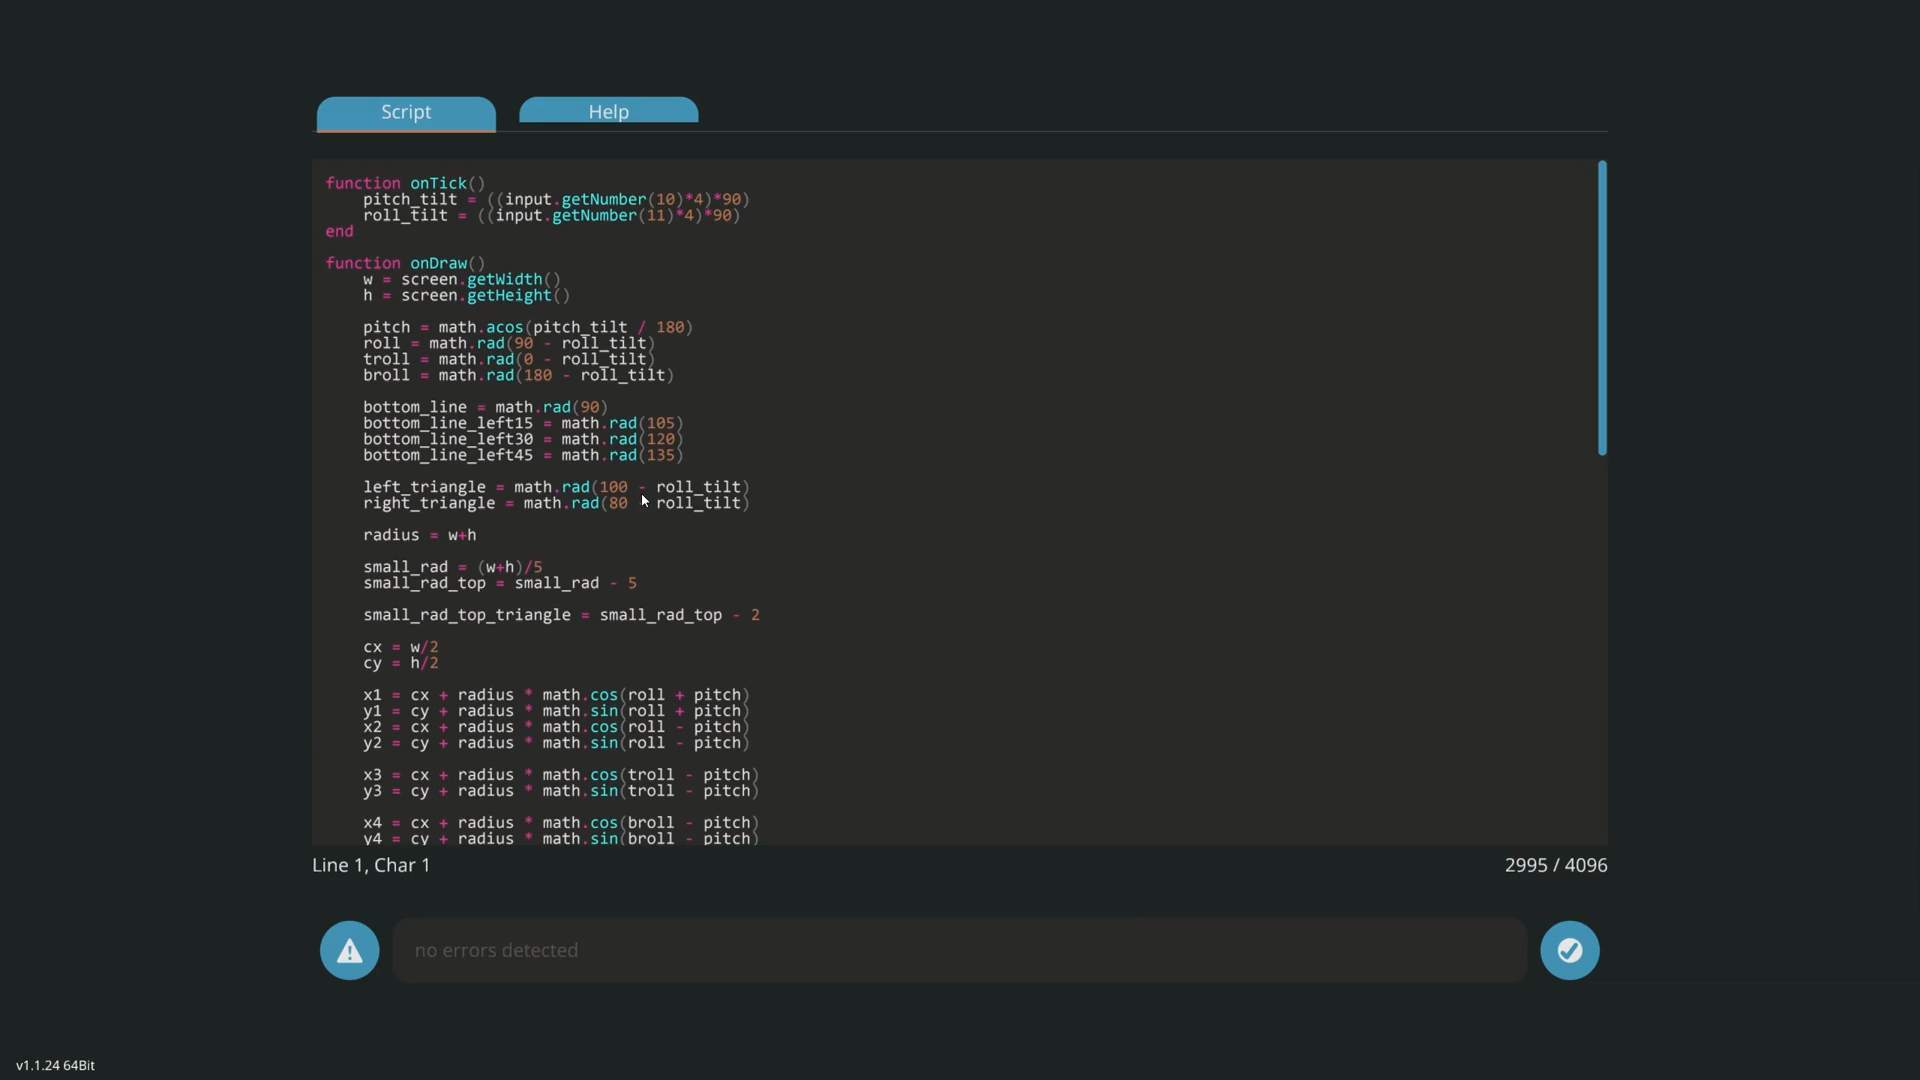 Script
Help
function onTick()
    pitch_tilt = ((input.getNumber(10)*4)*90)
    roll_tilt = ((input.getNumber(11)*4)*90)
end
function onDraw()
    w = screen.getWidth()
    h = screen.getHeight()
    pitch = math.acos(pitch_tilt / 180)
    roll = math.rad(90 - roll_tilt)
    troll = math.rad(0 - roll_tilt)
    broll = math.rad(180 - roll_tilt)
    bottom_line = math.rad(90)
    bottom_line_left15 = math.rad(105)
    bottom_line_left30 = math.rad(120)
    bottom_line_left45 = math.rad(135)
    left_triangle = math.rad(100 - roll_tilt)
    right_triangle = math.rad(80 - roll_tilt)
    radius = w+h
    small_rad = (w+h)/5
    small_rad_top = small_rad - 5
    small_rad_top_triangle = small_rad_top - 2
    cx = w/2
    cy = h/2
    x1 = cx + radius * math.cos(roll + pitch)
    y1 = cy + radius * math.sin(roll + pitch)
    x2 = cx + radius * math.cos(roll - pitch)
    y2 = cy + radius * math.sin(roll - pitch)
    x3 = cx + radius * math.cos(troll - pitch)
    y3 = cy + radius * math.sin(troll - pitch)
    x4 = cx + radius * math.cos(broll - pitch)
    y4 = cy + radius * math.sin(broll - pitch)
Line 1, Char 1
2995 / 4096
no errors detected
v1.1.24 64Bit